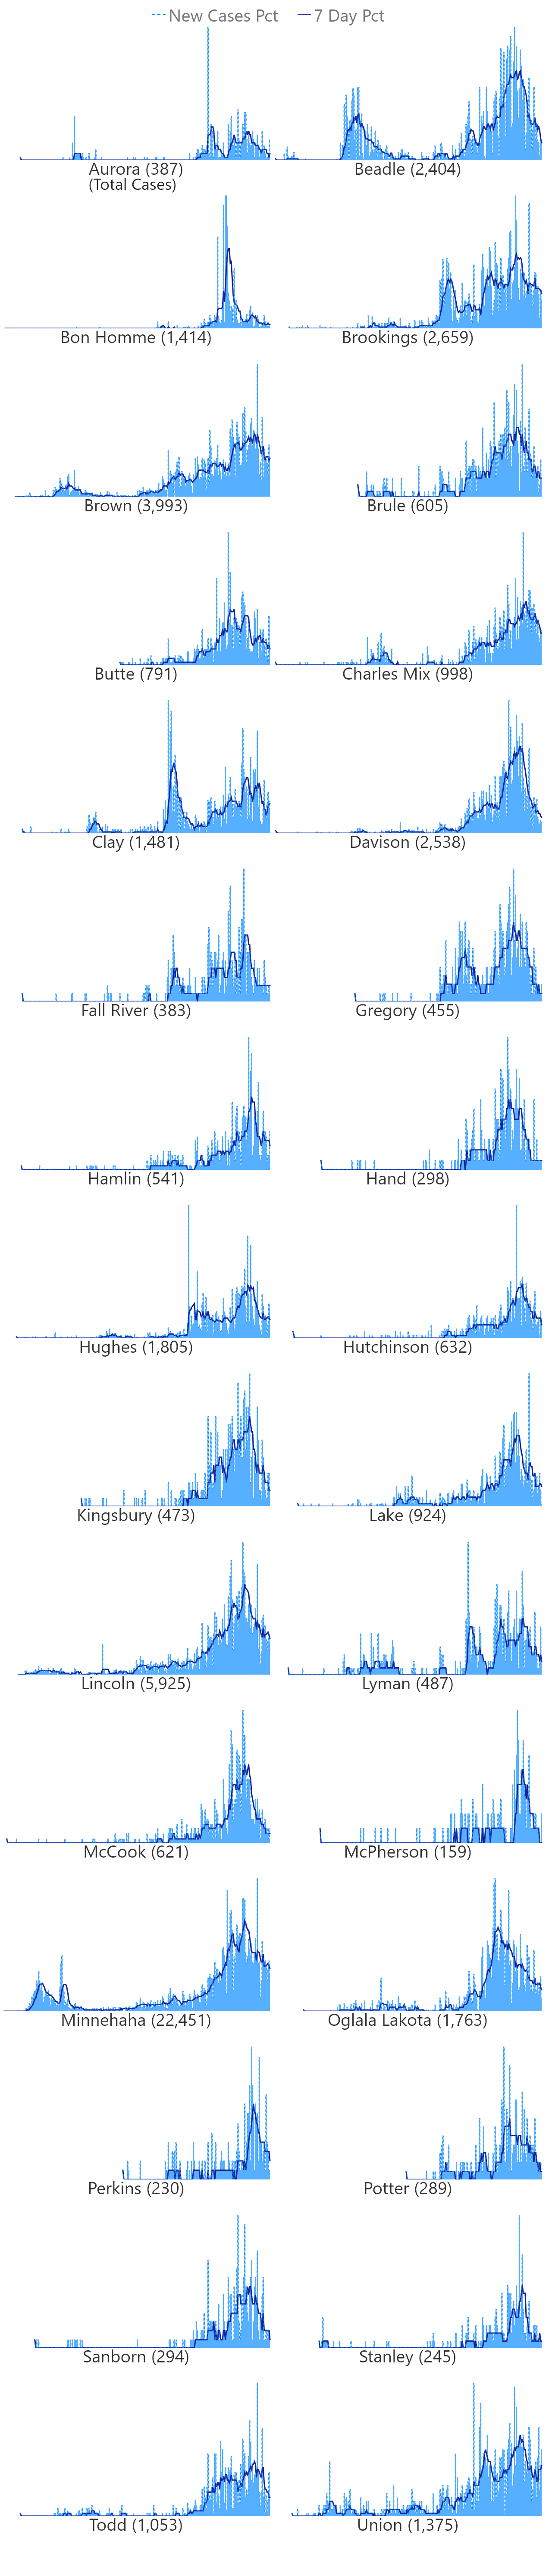 New Cases Pct 7 Day Pct
Aurora (387) Beadle (2,404)
(Total Cases)
Bon Homme (1,414) Brookings (2,659)
Brown (3,993) Brule (605)
Butte (791) Charles Mix (998)
Clay (1,481) Davison (2,538)
Fall River (383) Gregory (455)
Hamlin (541) Hand (298)
Hughes (1,805) Hutchinson (632)
Kingsbury (473) Lake (924)
Lincoln (5,925) Lyman (487)
McCook (621) McPherson (159)
Minnehaha (22,451) Oglala Lakota (1,763)
Perkins (230) Potter (289)
Sanborn (294) Stanley (245)
Todd (1,053) Union (1,375)